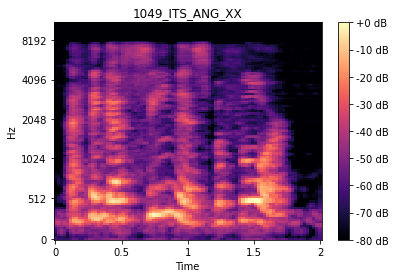 1049_ITS_ANG_XX
+0 dB
8192
-10 dB
4096
-20 dB
-30 dB
2048
Hz
-40 dB
1024
-50 dB
512
-60 dB
-70 dB
0
-80 dB
0
0.5
1
1.5
2
Time